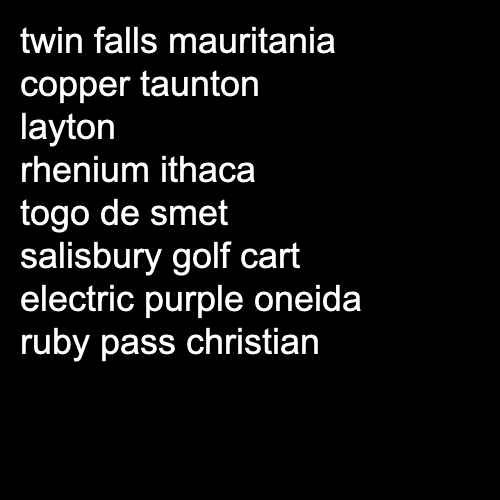 twin falls mauritania
copper taunton
layton
rhenium ithaca
togo de smet
salisbury golf cart
electric purple oneida
ruby pass christian